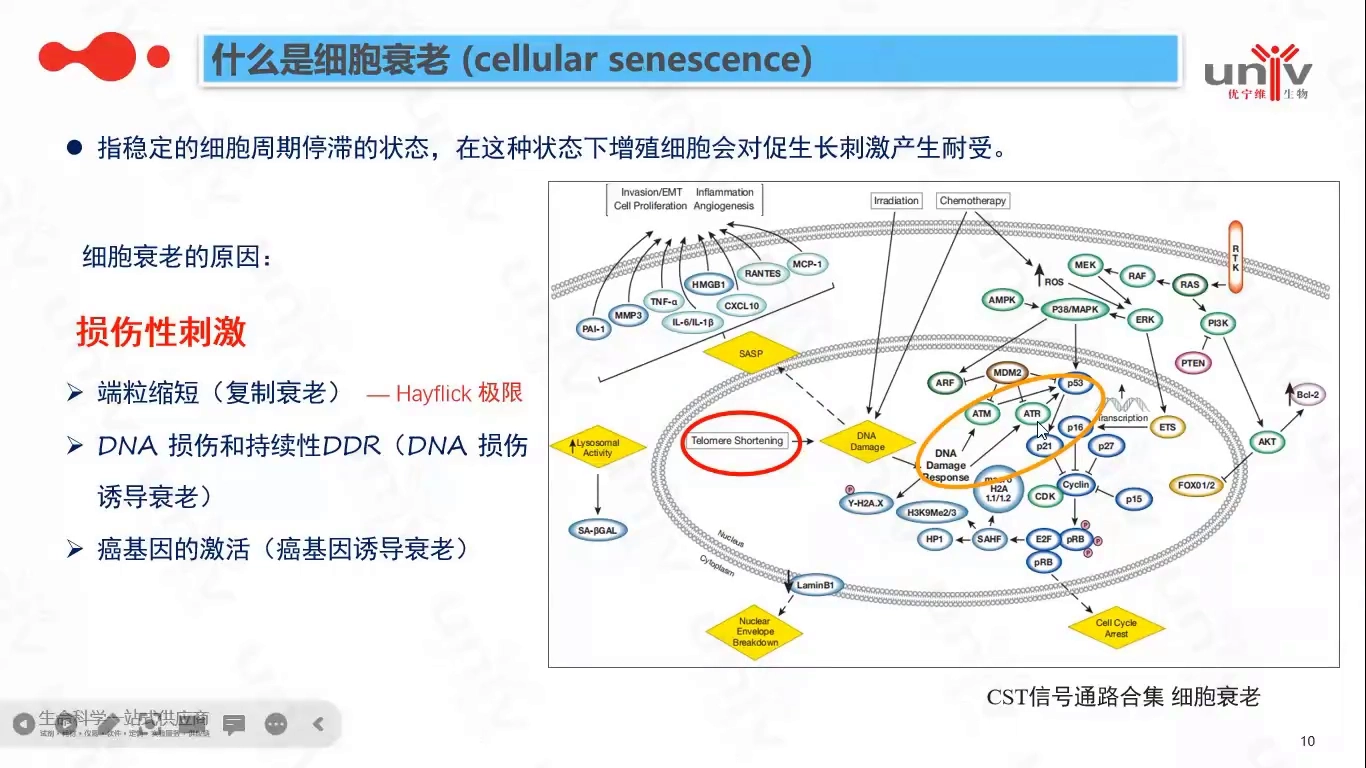 什么是细胞衰老 (cellular senescence)
univ
优宁维生物
指稳定的细胞周期停滞的状态，在这种状态下增殖细胞会对促生长刺激产生耐受。
细胞衰老的原因：
损伤性刺激
端粒缩短（复制衰老） — Hayflick 极限
DNA 损伤和持续性DDR（DNA 损伤
诱导衰老）
癌基因的激活（癌基因诱导衰老）
Invasion/EMT Inflammation
Cell Proliferation Angiogenesis
Irradiation
Chemotherapy
RTK
MCP-1
RANTES
HMGB1
CXCL10
TNF-α
IL-6/IL-1β
MMP3
PAI-1
SASP
ROS
MEK
RAF
RAS
AMPK
P38/MAPK
ERK
PI3K
PTEN
ARF
MDM2
p53
Bcl-2
ATM
ATR
Transcription
p16
ETS
AKT
p21
p27
Lysosomal
Activity
Telomere Shortening
DNA
Damage
DNA
Damage
Response
H2A
1.1/1.2
CDK
Cyclin
p15
FOX01/2
P
Y-H2A.X
H3K9Me2/3
SA-βGAL
HP1
SAHF
E2F
pRB
P
P
P
pRB
Nucleus
Cytoplasm
LaminB1
Nuclear
Envelope
Breakdown
Cell Cycle
Arrest
CST信号通路合集 细胞衰老
生命科学一站式供应商
10